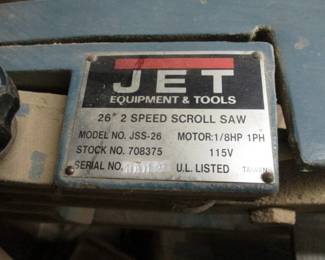 JET
EQUIPMENT & TOOLS
26" 2 SPEED SCROLL SAW
MODEL NO. JSS-26 MOTOR:1/8HP 1PH
STOCK NO. 708375 115V
SERIAL NO. U.L. LISTED TAIWAN